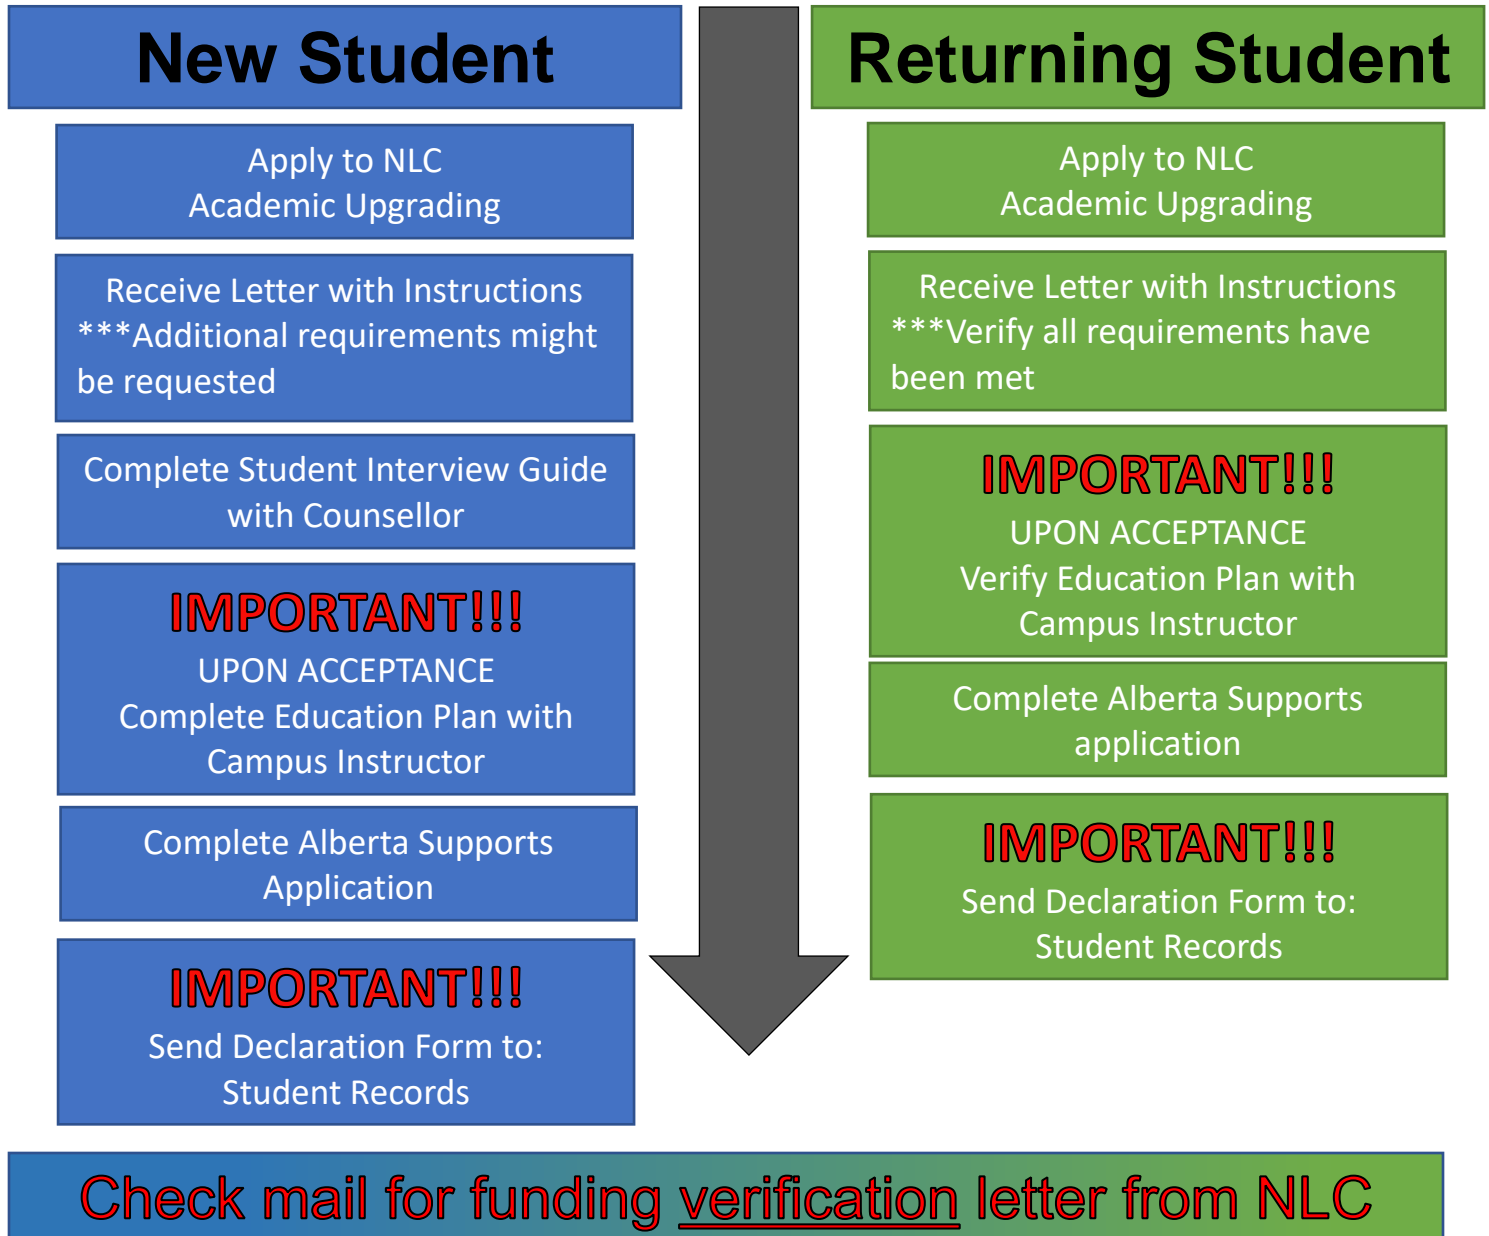 New Student
Apply to NLC
Academic Upgrading
Receive Letter with Instructions
***Additional requirements might
be requested
Complete Student Interview Guide
with Counsellor
IMPORTANT!!!
UPON ACCEPTANCE
Complete Education Plan with
Campus Instructor
Complete Alberta Supports
Application
IMPORTANT!!!
Send Declaration Form to:
Student Records
Returning Student
Apply to NLC
Academic Upgrading
Receive Letter with Instructions
***Verify all requirements have
been met
IMPORTANT!!!
UPON ACCEPTANCE
Verify Education Plan with
Campus Instructor
Complete Alberta Supports
application
IMPORTANT!!!
Send Declaration Form to:
Student Records
Check mail for funding verification letter from NLC